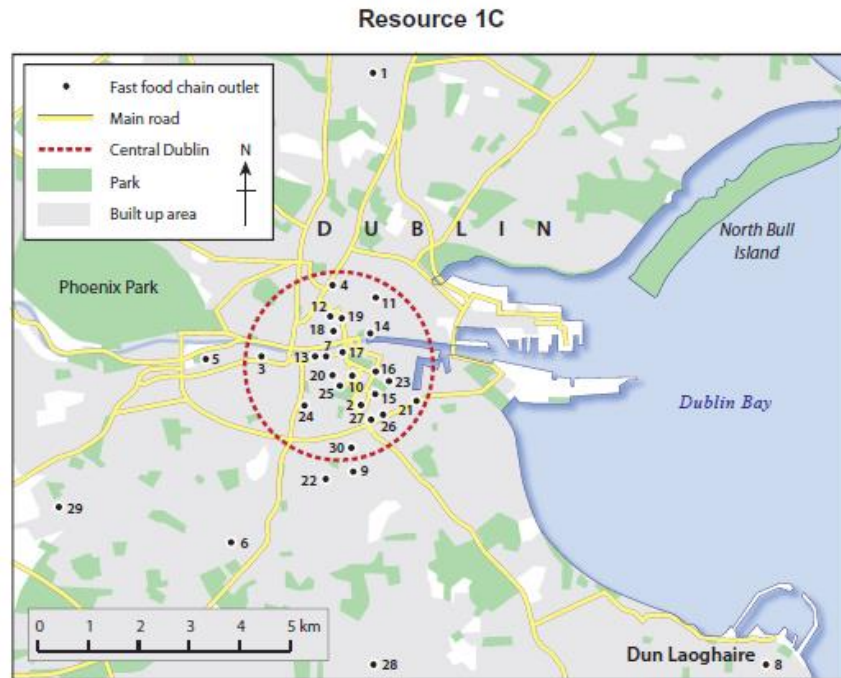 Resource 1C
Fast food chain outlet
Main road
Central Dublin N
Park
Built up area
1
DUBLIN
North Bull
Island
Phoenix Park
4
11
12
19
18
14
7
5
3
13
17
20
16
23
10
25
15
24
2
21
27
26
Dublin Bay
30
9
22
29
6
0 1 2 3 4 5 km
Dun Laoghaire
28
8